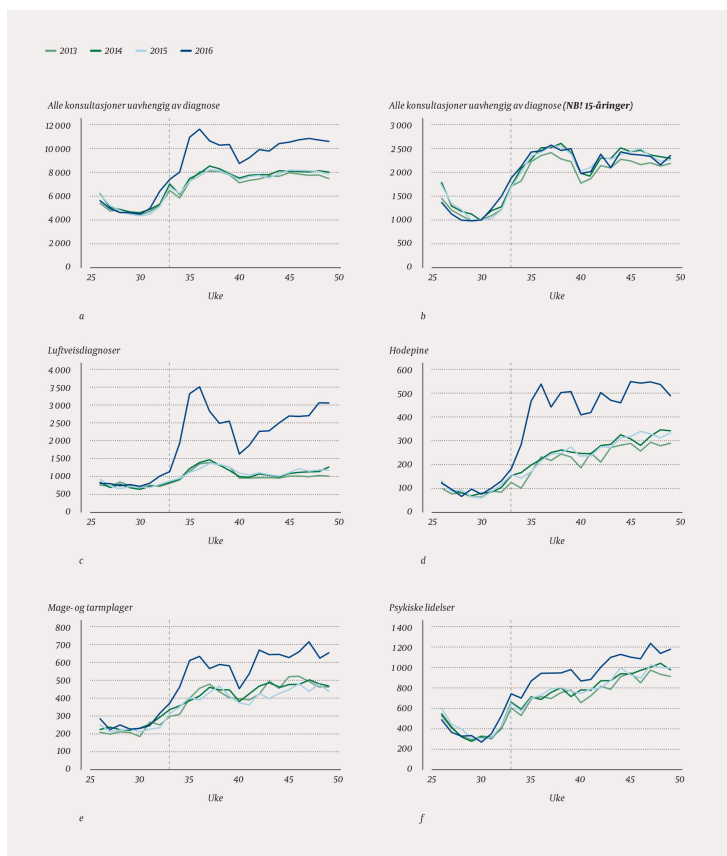 2013 2014 2015 2016
Alle konsultasjoner uavhengig av diagnose
12 000
10 000
8 000
6 000
4 000
2 000
0
25 30 35 40 45 50
Uke
a
Alle konsultasjoner uavhengig av diagnose (NB! 15-åringer)
3 000
2 500
2 000
1 500
1 000
500
0
25 30 35 40 45 50
Uke
b
Luftveisdiagnoser
4 000
3 500
3 000
2 500
2 000
1 500
1 000
500
0
25 30 35 40 45 50
Uke
c
Hodepine
600
500
400
300
200
100
0
25 30 35 40 45 50
Uke
d
Mage- og tarmplager
800
700
600
500
400
300
200
100
0
25 30 35 40 45 50
Uke
e
Psykiske lidelser
1 400
1 200
1 000
800
600
400
200
0
25 30 35 40 45 50
Uke
f